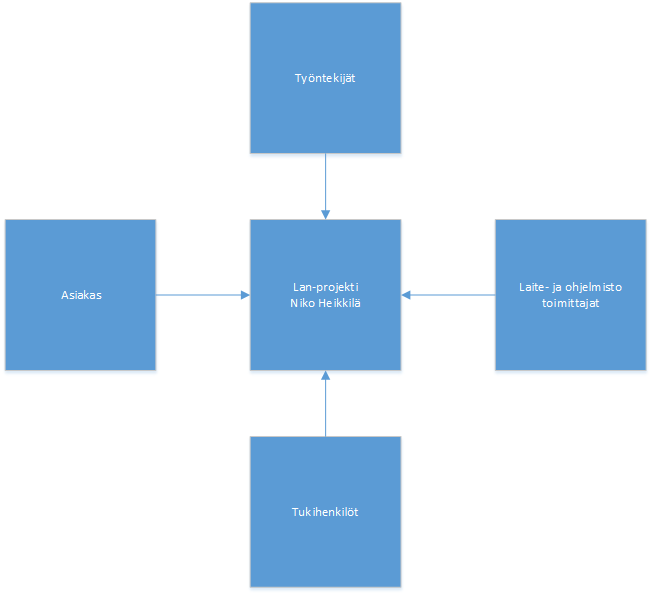 Työntekijät
Asiakas
Lan-projekti
Niko Heikkilä
Laite- ja ohjelmisto
toimittajat
Tukihenkilöt